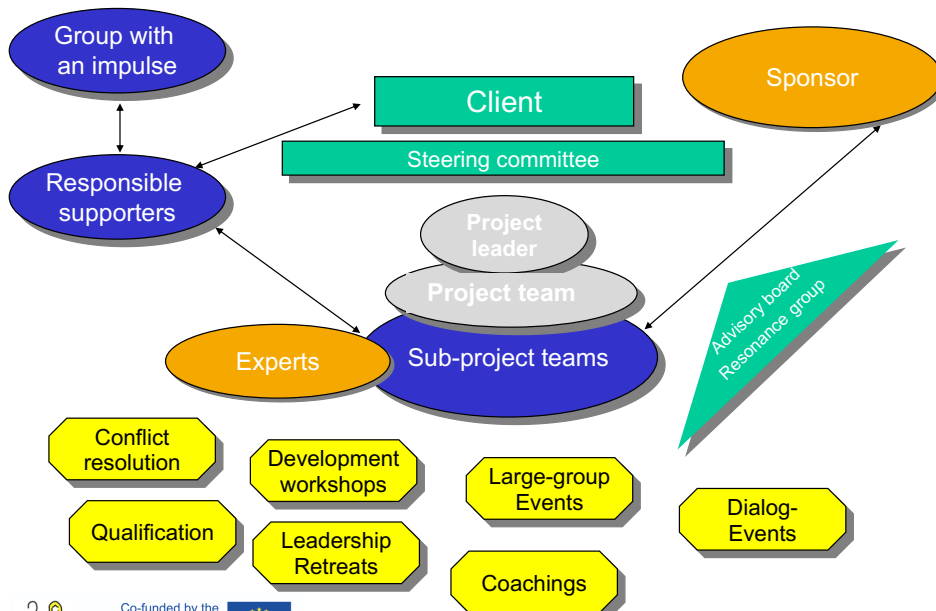 Group with
an impulse
Client
Sponsor
Steering committee
Responsible
supporters
Project
leader
Project team
Advisory board
Resonance group
Experts
Sub-project teams
Conflict
resolution
Development
workshops
Large-group
Events
Dialog-
Events
Qualification
Leadership
Retreats
Coachings
Co-funded by the